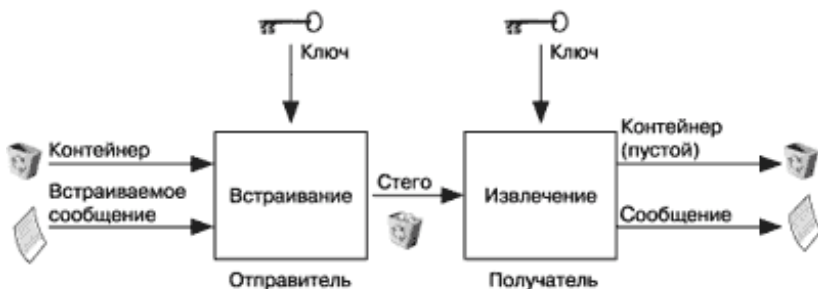 Ключ
Ключ
Контейнер
Встраиваемое
сообщение
Встраивание
Стего
Извлечение
Контейнер
(пустой)
Сообщение
Отправитель
Получатель